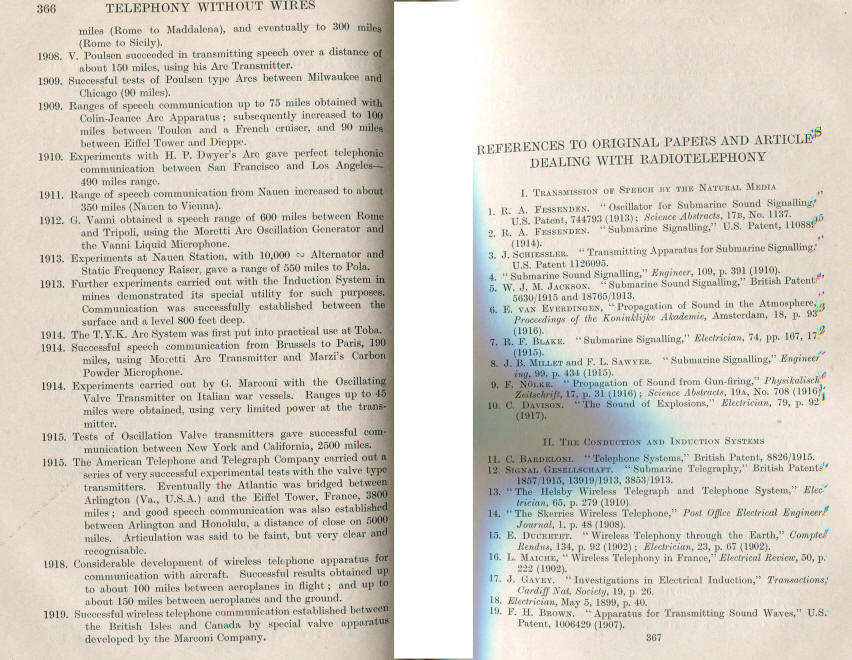 366 TELEPHONY WITHOUT WIRES
miles (Rome to Maddalena), and eventually to 300 miles
(Rome to Sicily).
1908. V. Poulsen succeeded in transmitting speech over a distance of
about 150 miles, using his Arc Transmitter.
1909. Successful tests of Poulsen type Arcs between Milwaukee and
Chicago (90 miles).
1909. Ranges of speech communication up to 75 miles obtained with
Colin-Jeance Arc Apparatus; subsequently increased to 100
miles between Toulon and a French cruiser, and 90 miles
between Eiffel Tower and Dieppe.
1910. Experiments with H. P. Dwyer's Arc gave perfect telephonic
communication between San Francisco and Los Angeles—
490 miles range.
1911. Range of speech communication from Nauen increased to about
350 miles (Nauen to Vienna).
1912. G. Vanni obtained a speech range of 600 miles between Rome
and Tripoli, using the Moretti Arc Oscillation Generator and
the Vanni Liquid Microphone.
1913. Experiments at Nauen Station, with 10,000 ∾ Alternator and
Static Frequency Raiser, gave a range of 550 miles to Pola.
1913. Further experiments carried out with the Induction System in
mines demonstrated its special utility for such purposes.
Communication was successfully established between the
surface and a level 800 feet deep.
1914. The T.Y.K. Arc System was first put into practical use at Toba.
1914. Successful speech communication from Brussels to Paris, 190
miles, using Moretti Arc Transmitter and Marzi's Carbon
Powder Microphone.
1914. Experiments carried out by G. Marconi with the Oscillating
Valve Transmitter on Italian war vessels. Ranges up to 45
miles were obtained, using very limited power at the trans-
mitter.
1915. Tests of Oscillation Valve transmitters gave successful com-
munication between New York and California, 2500 miles.
1915. The American Telephone and Telegraph Company carried out a
series of very successful experimental tests with the valve type
transmitters. Eventually the Atlantic was bridged between
Arlington (Va., U.S.A.) and the Eiffel Tower, France, 3800
miles; and good speech communication was also established
between Arlington and Honolulu, a distance of close on 5000
miles. Articulation was said to be faint, but very clear and
recognisable.
1918. Considerable development of wireless telephone apparatus for
communication with aircraft. Successful results obtained up
to about 100 miles between aeroplanes in flight; and up to
about 150 miles between aeroplanes and the ground.
1919. Successful wireless telephone communication established between
the British Isles and Canada by special valve apparatus
developed by the Marconi Company.
REFERENCES TO ORIGINAL PAPERS AND ARTICLES
DEALING WITH RADIOTELEPHONY
I. TRANSMISSION OF SPEECH BY THE NATURAL MEDIA
1. R. A. FESSENDEN. "Oscillator for Submarine Sound Signalling,"
U.S. Patent, 744793 (1913); Science Abstracts, 17B, No. 1137.
2. R. A. FESSENDEN. "Submarine Signalling," U.S. Patent, 1108895
(1914).
3. J. SCHIESSLER. "Transmitting Apparatus for Submarine Signalling,"
U.S. Patent 1126095.
4. "Submarine Sound Signalling," Engineer, 109, p. 391 (1910).
5. W. J. M. JACKSON. "Submarine Sound Signalling," British Patents,
5630/1915 and 18765/1913.
6. E. VAN EVERDINGEN, "Propagation of Sound in the Atmosphere,"
Proceedings of the Koninklijke Akademie, Amsterdam, 18, p. 933
(1916).
7. R. F. BLAKE. "Submarine Signalling," Electrician, 74, pp. 167, 172
(1915).
8. J. B. MILLET and F. L. SAWYER. "Submarine Signalling," Engineer-
ing, 99, p. 434 (1915).
9. F. NÖLKE. "Propagation of Sound from Gun-firing," Physikalische
Zeitschrift, 17, p. 31 (1916); Science Abstracts, 19A, No. 708 (1916).
10. C. DAVISON. "The Sound of Explosions," Electrician, 79, p. 92
(1917).
II. THE CONDUCTION AND INDUCTION SYSTEMS
11. C. BARDELONI. "Telephone Systems," British Patent, 8826/1915.
12. SIGNAL GESELLSCHAFT. "Submarine Telegraphy," British Patents,
1857/1915, 13919/1913, 3853/1913.
13. "The Helsby Wireless Telegraph and Telephone System," Elec-
trician, 65, p. 279 (1910).
14. "The Skerries Wireless Telephone," Post Office Electrical Engineers'
Journal, 1, p. 48 (1908).
15. E. DUCRETET. "Wireless Telephony through the Earth," Comptes
Rendus, 134, p. 92 (1902); Electrician, 23, p. 67 (1902).
16. L. MAICHE, "Wireless Telephony in France," Electrical Review, 50, p.
222 (1902).
17. J. GAVEY. "Investigations in Electrical Induction," Transactions,
Cardiff Nat. Society, 19, p. 26.
18. Electrician, May 5, 1899, p. 40.
19. F. H. BROWN. "Apparatus for Transmitting Sound Waves," U.S.
Patent, 1006429 (1907).
367